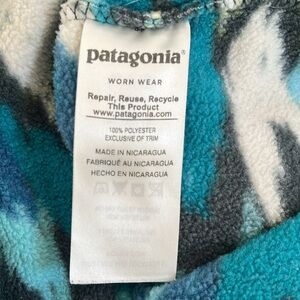 patagonia®
WORN WEAR
Repair, Reuse, Recycle
This Product
www.patagonia.com
100% POLYESTER
EXCLUSIVE OF TRIM
MADE IN NICARAGUA
FABRIQUÉ AU NICARAGUA
HECHO EN NICARAGUA